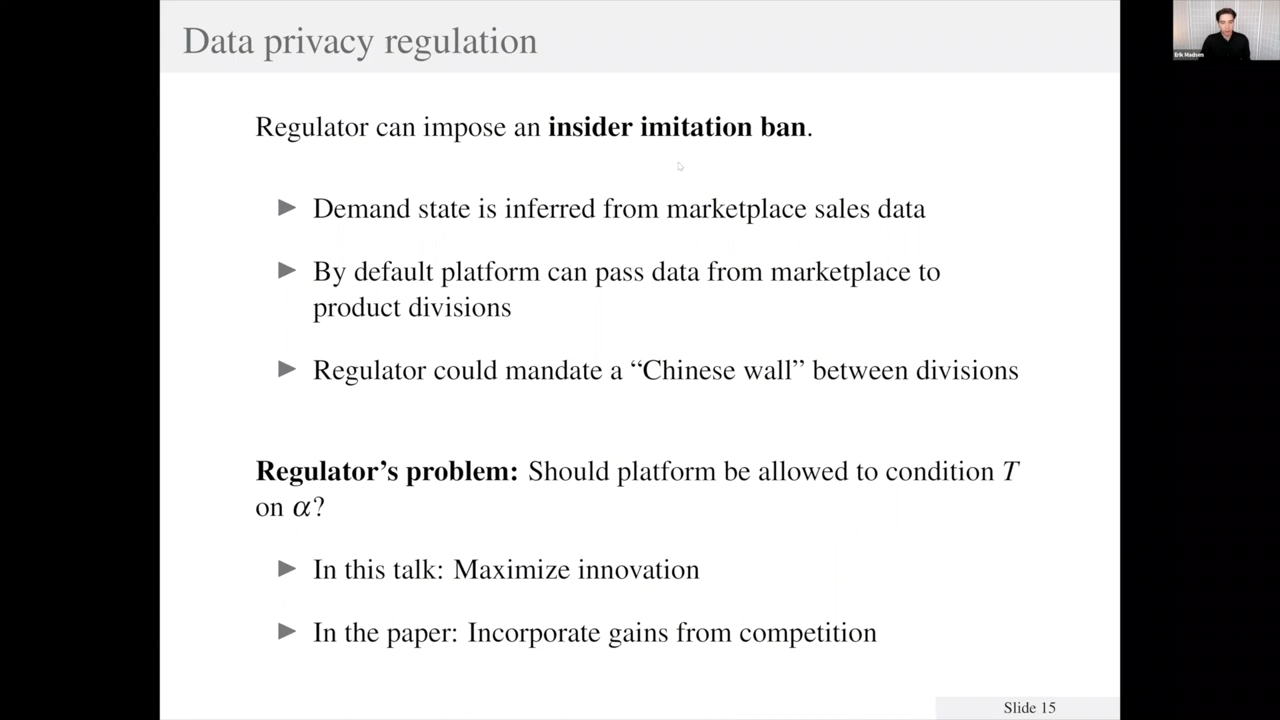 Data privacy regulation
Erik Madsen
Regulator can impose an insider imitation ban.
▶ Demand state is inferred from marketplace sales data
▶ By default platform can pass data from marketplace to
product divisions
▶ Regulator could mandate a “Chinese wall” between divisions
Regulator’s problem: Should platform be allowed to condition T
on α?
▶ In this talk: Maximize innovation
▶ In the paper: Incorporate gains from competition
Slide 15